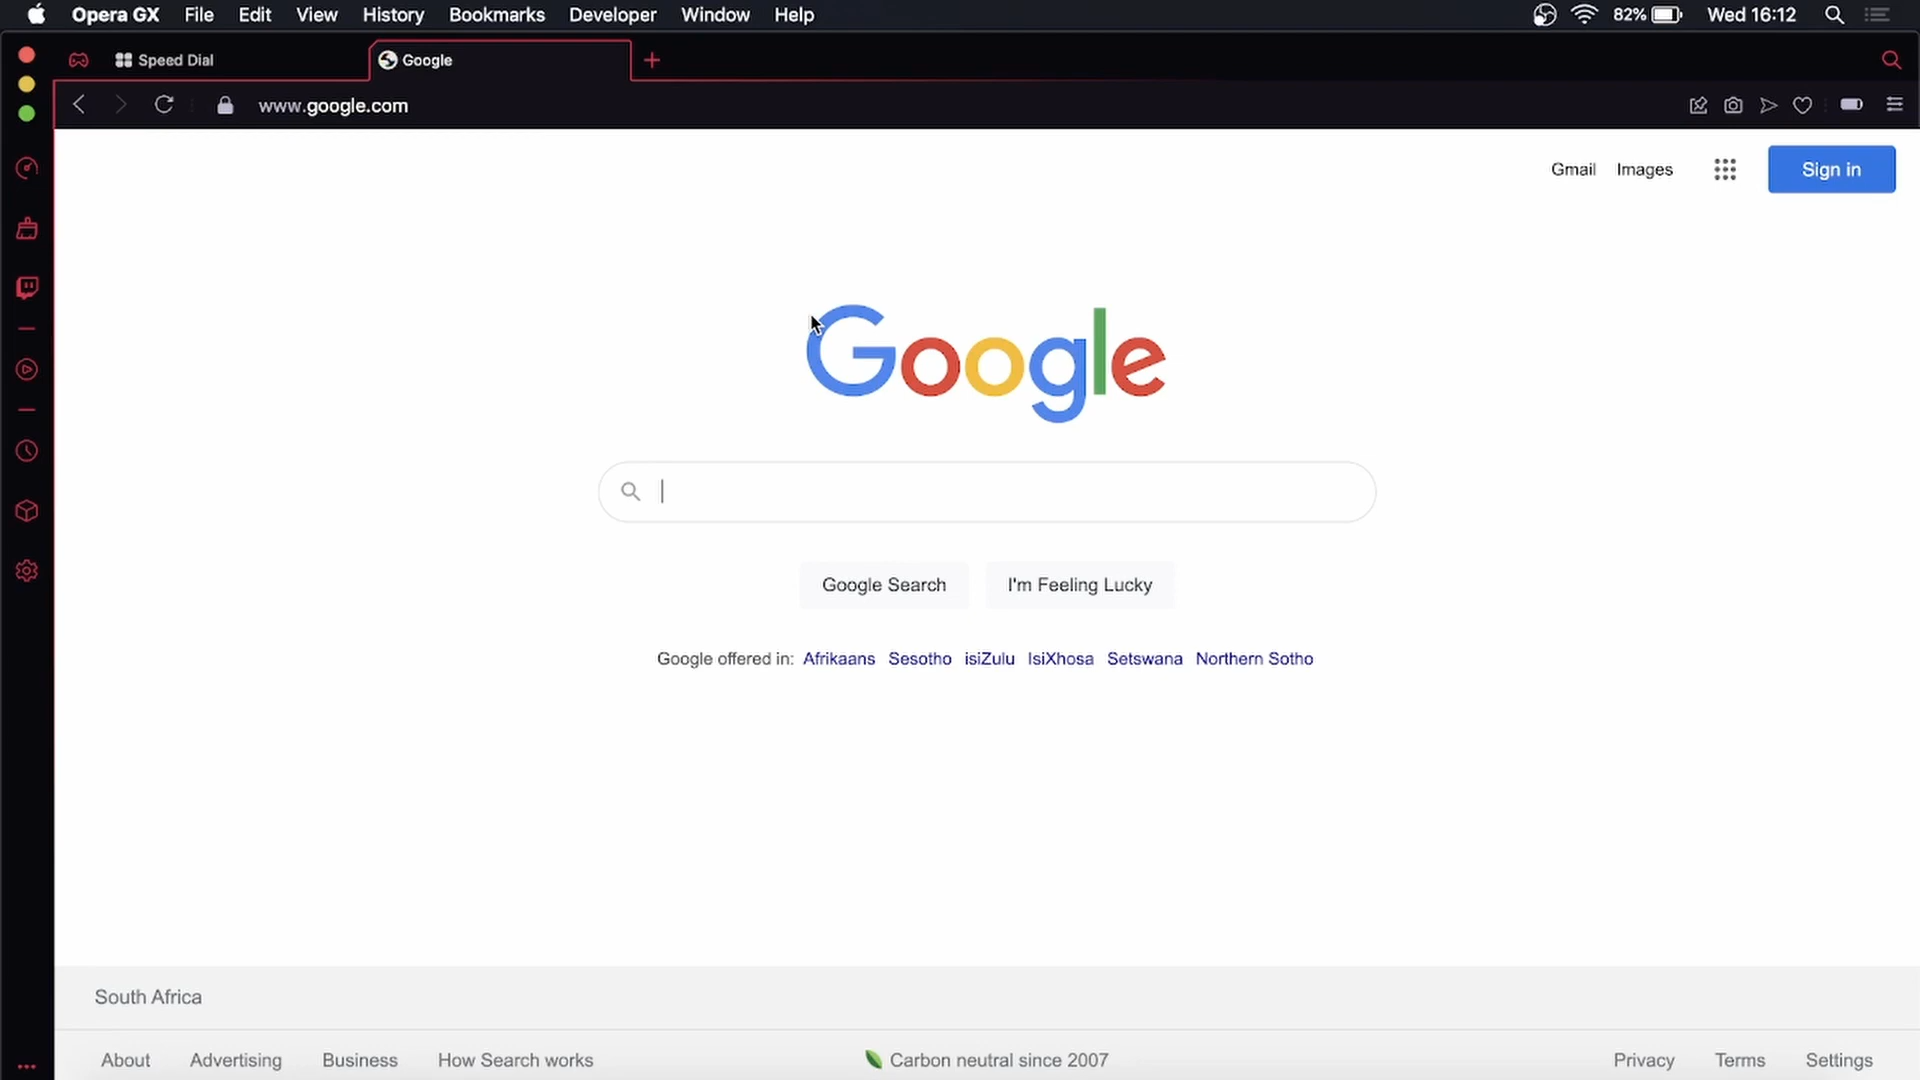 Opera GX File Edit View History Bookmarks Developer Window Help 82% Wed 16:12
Speed Dial Google
www.google.com
Gmail Images Sign in
Google
Google Search I'm Feeling Lucky
Google offered in: Afrikaans Sesotho isiZulu IsiXhosa Setswana Northern Sotho
South Africa
About Advertising Business How Search works Carbon neutral since 2007 Privacy Terms Settings